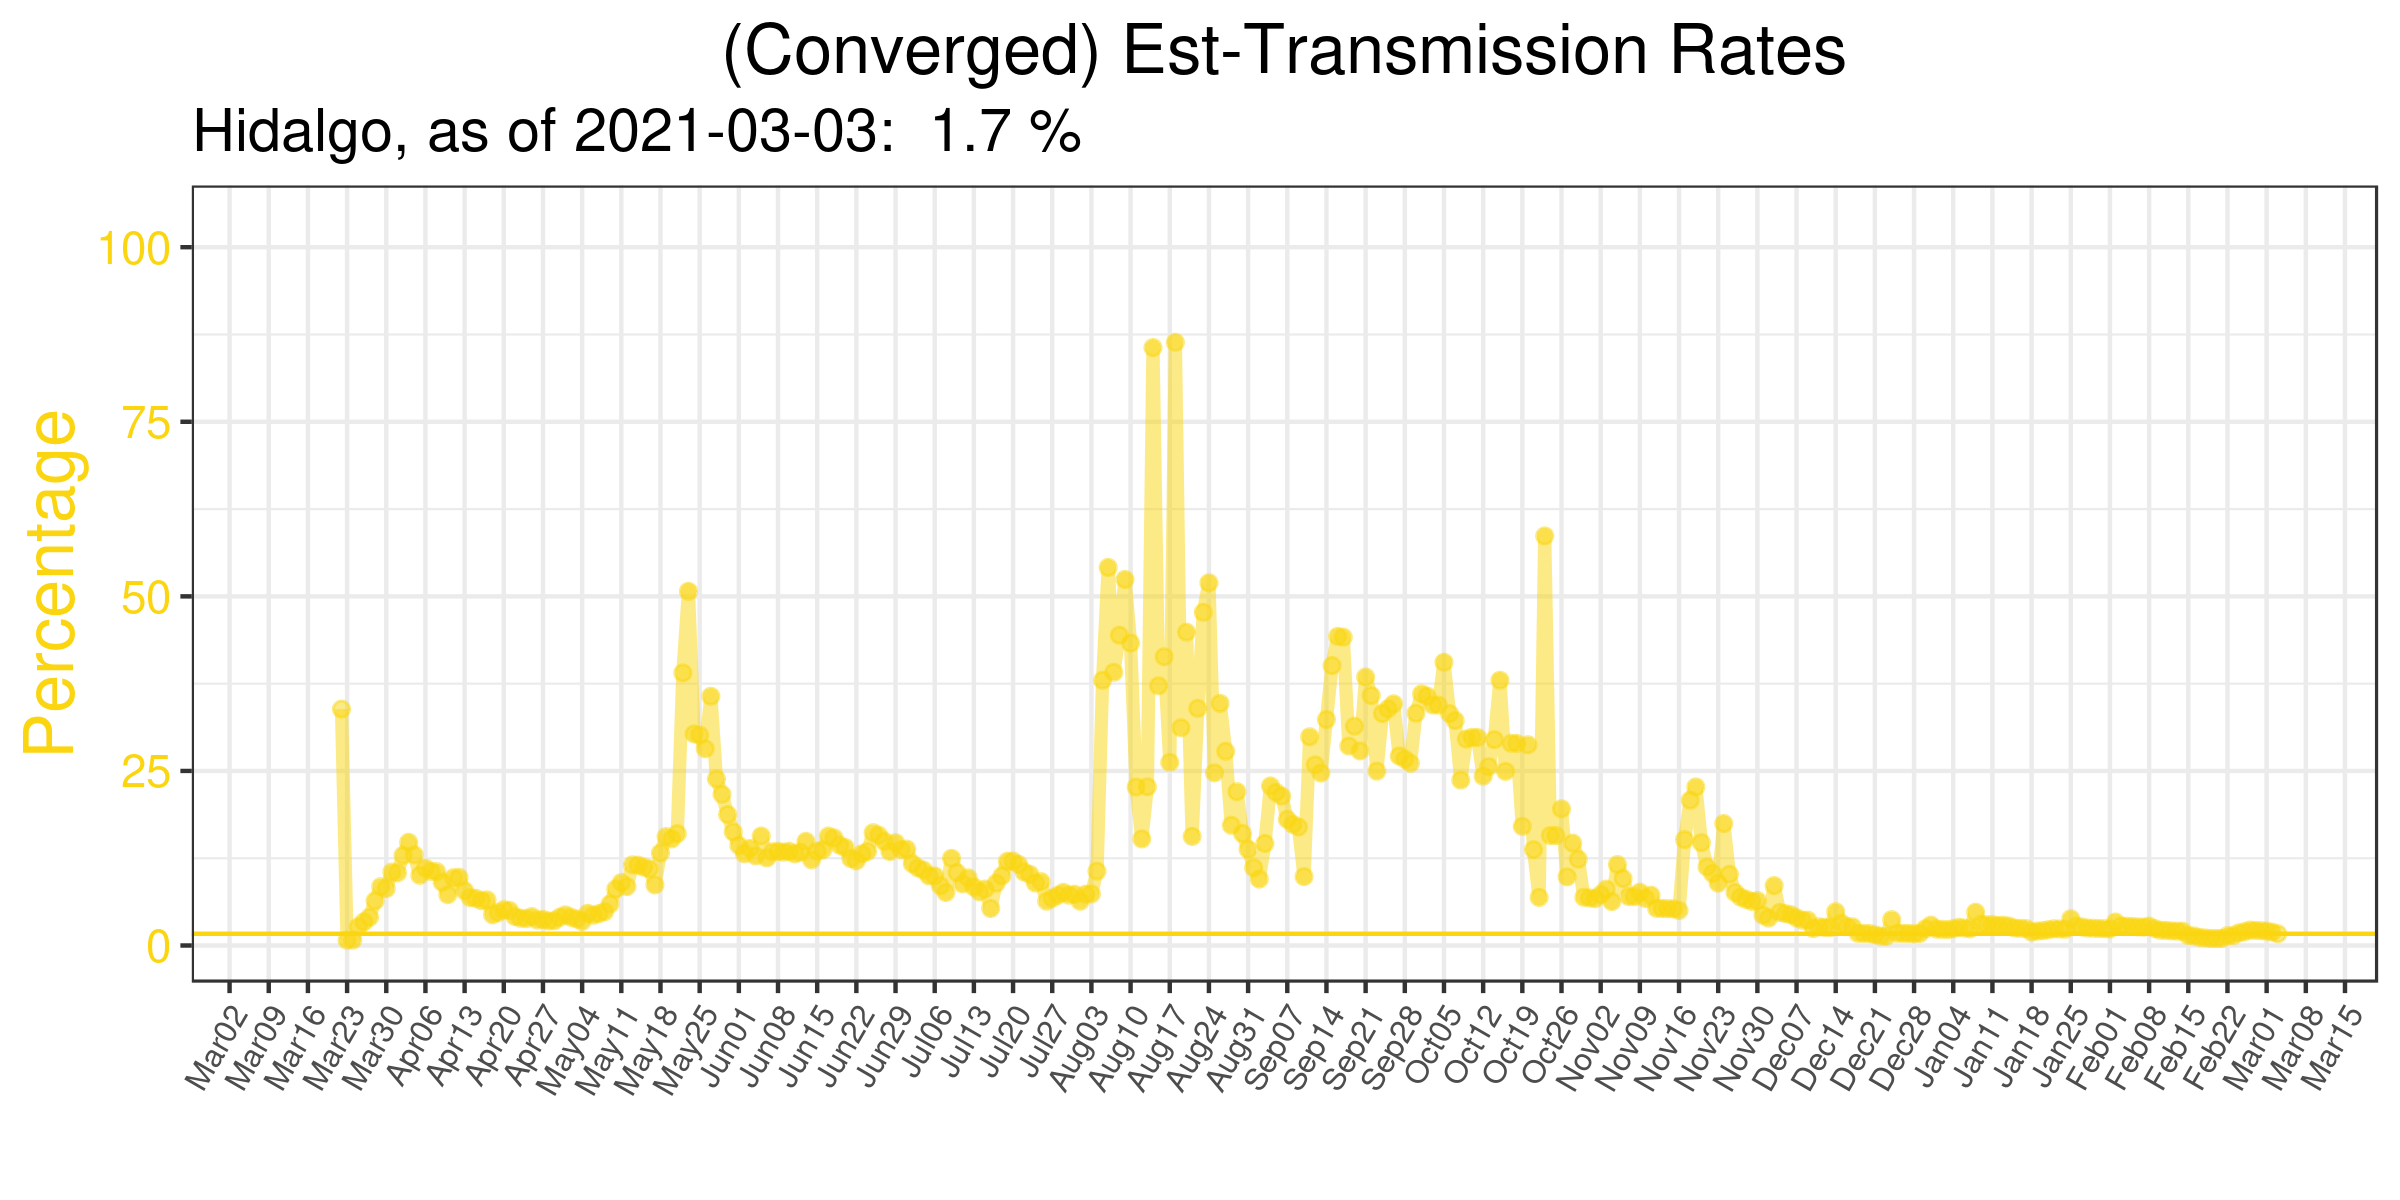 (Converged) Est-Transmission Rates
Hidalgo, as of 2021-03-03:  1.7 %
Percentage
100
75
50
25
0
Mar02
Mar09
Mar16
Mar23
Mar30
Apr06
Apr13
Apr20
Apr27
May04
May11
May18
May25
Jun01
Jun08
Jun15
Jun22
Jun29
Jul06
Jul13
Jul20
Jul27
Aug03
Aug10
Aug17
Aug24
Aug31
Sep07
Sep14
Sep21
Sep28
Oct05
Oct12
Oct19
Oct26
Nov02
Nov09
Nov16
Nov23
Nov30
Dec07
Dec14
Dec21
Dec28
Jan04
Jan11
Jan18
Jan25
Feb01
Feb08
Feb15
Feb22
Mar01
Mar08
Mar15